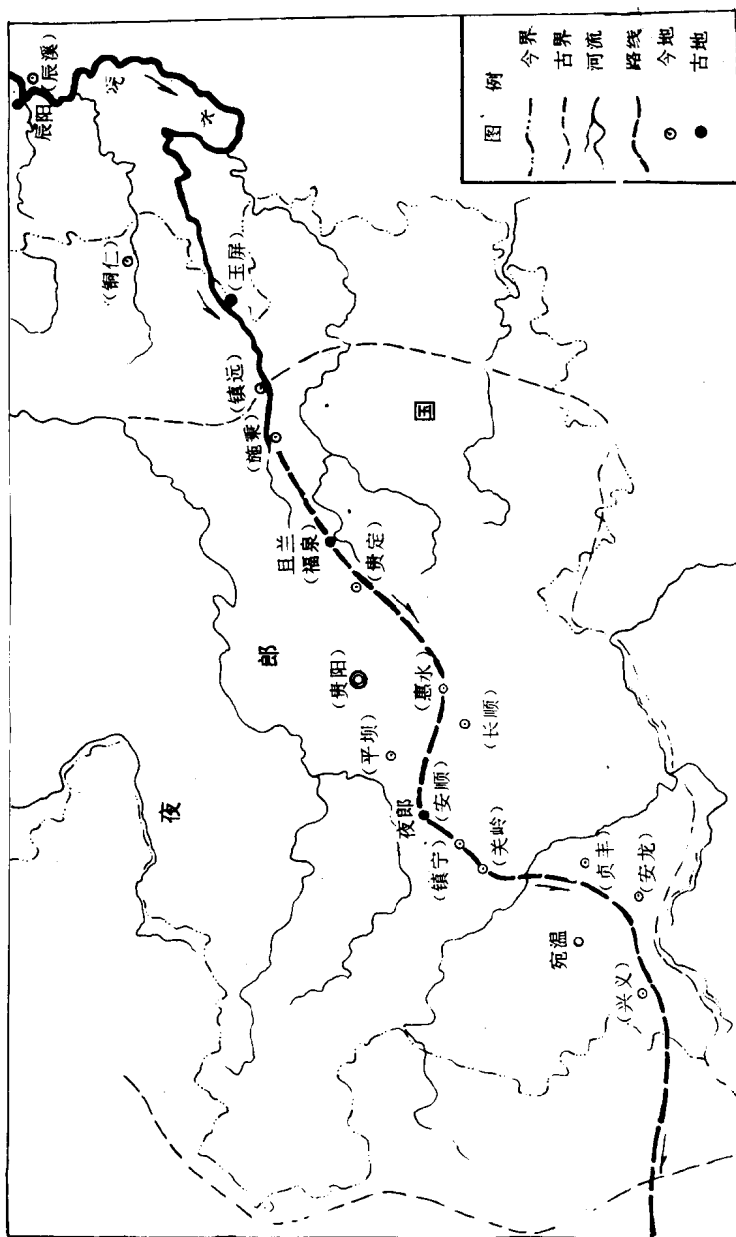 辰阳（辰溪）
沅
水
（铜仁）
（玉屏）
（镇远）
（施秉）
且兰
（福泉）
（贵定）
（贵阳）
（惠水）
（长顺）
（平坝）
夜郎
（安顺）
（镇宁）
（关岭）
（贞丰）
（安龙）
宛温
（兴义）
夜
郎
国
图 例
今界
古界
河流
路线
今地
古地